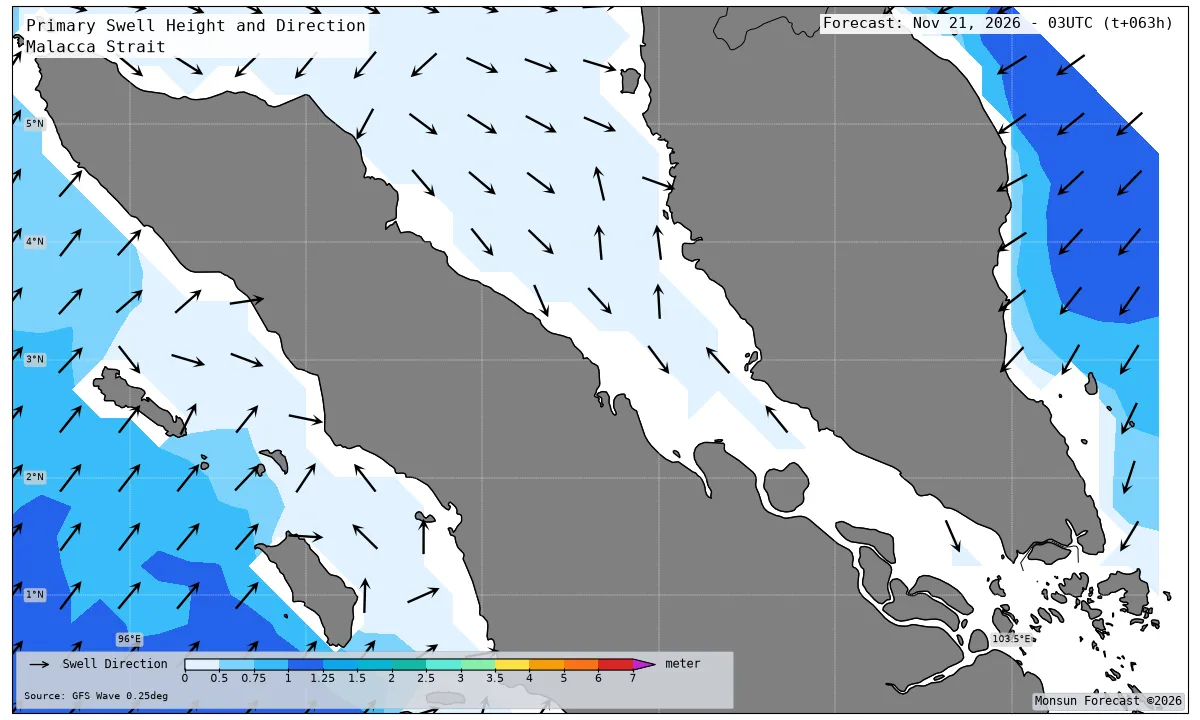 Primary Swell Height and Direction
Malacca Strait
Forecast: Nov 21, 2026 - 03UTC (t+063h)
5°N
4°N
3°N
2°N
1°N
96°E
103.5°E
Swell Direction
0 0.5 0.75 1 1.25 1.5 2 2.5 3 3.5 4 5 6 7
meter
Source: GFS Wave 0.25deg
Monsun Forecast ©2026